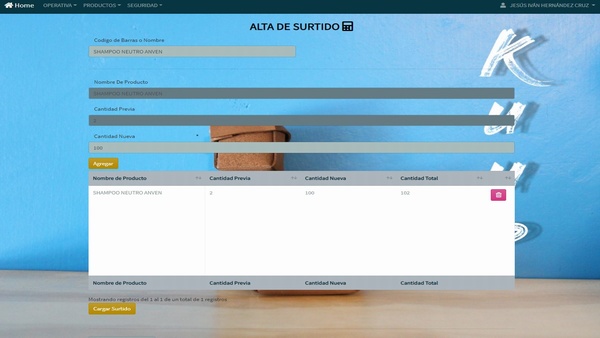 Home OPERATIVA PRODUCTOS SEGURIDAD JESÚS IVÁN HERNÁNDEZ CRUZ
ALTA DE SURTIDO
Codigo de Barras o Nombre
SHAMPOO NEUTRO ANVEN
Nombre De Producto
SHAMPOO NEUTRO ANVEN
Cantidad Previa
Cantidad Nueva
100
Agregar
Nombre de Producto Cantidad Previa Cantidad Nueva Cantidad Total
SHAMPOO NEUTRO ANVEN 2 100 102
Nombre de Producto Cantidad Previa Cantidad Nueva Cantidad Total
Mostrando registros del 1 al 1 de un total de 1 registros
Cargar Surtido